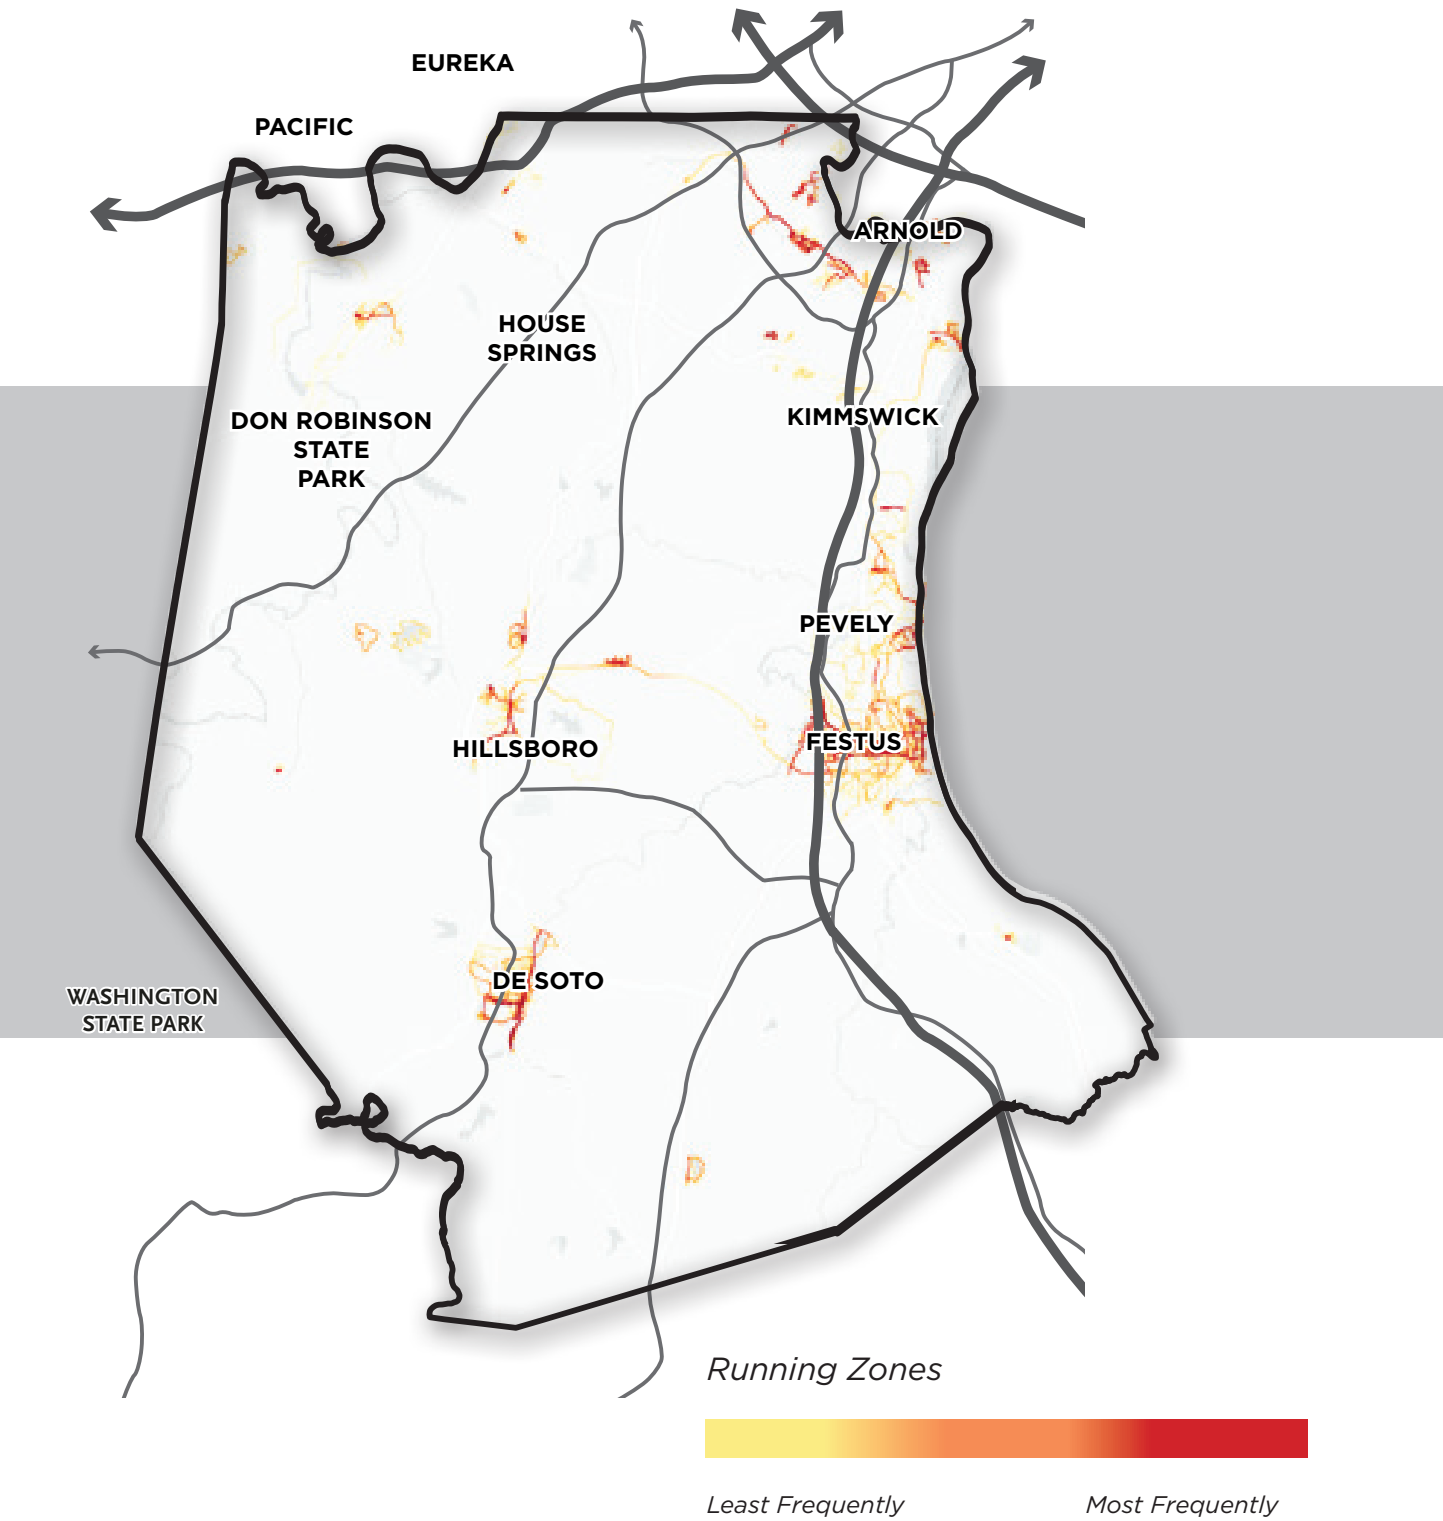 EUREKA
PACIFIC
ARNOLD
HOUSE
SPRINGS
DON ROBINSON
STATE
PARK
KIMMSWICK
PEVELY
FESTUS
HILLSBORO
DE SOTO
WASHINGTON
STATE PARK
Running Zones
Least Frequently
Most Frequently